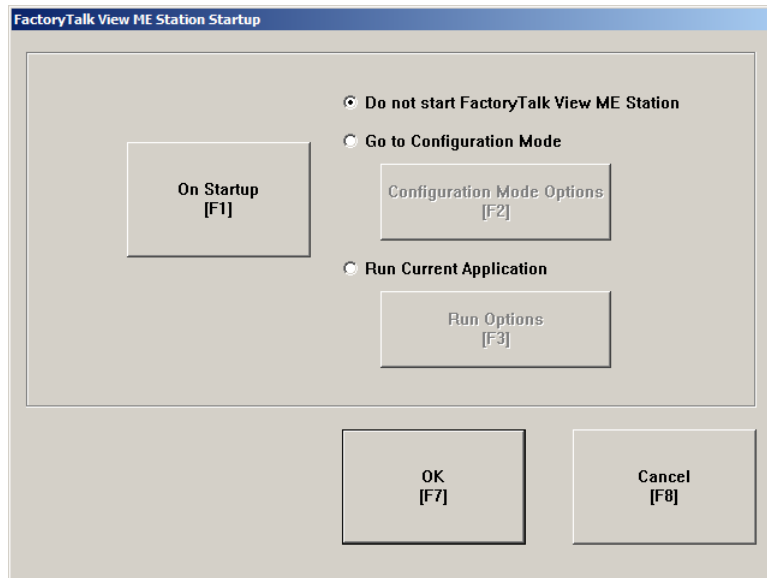 FactoryTalk View ME Station Startup
Do not start FactoryTalk View ME Station
Go to Configuration Mode
On Startup
[F1]
Configuration Mode Options
[F2]
Run Current Application
Run Options
[F3]
OK
[F7]
Cancel
[F8]